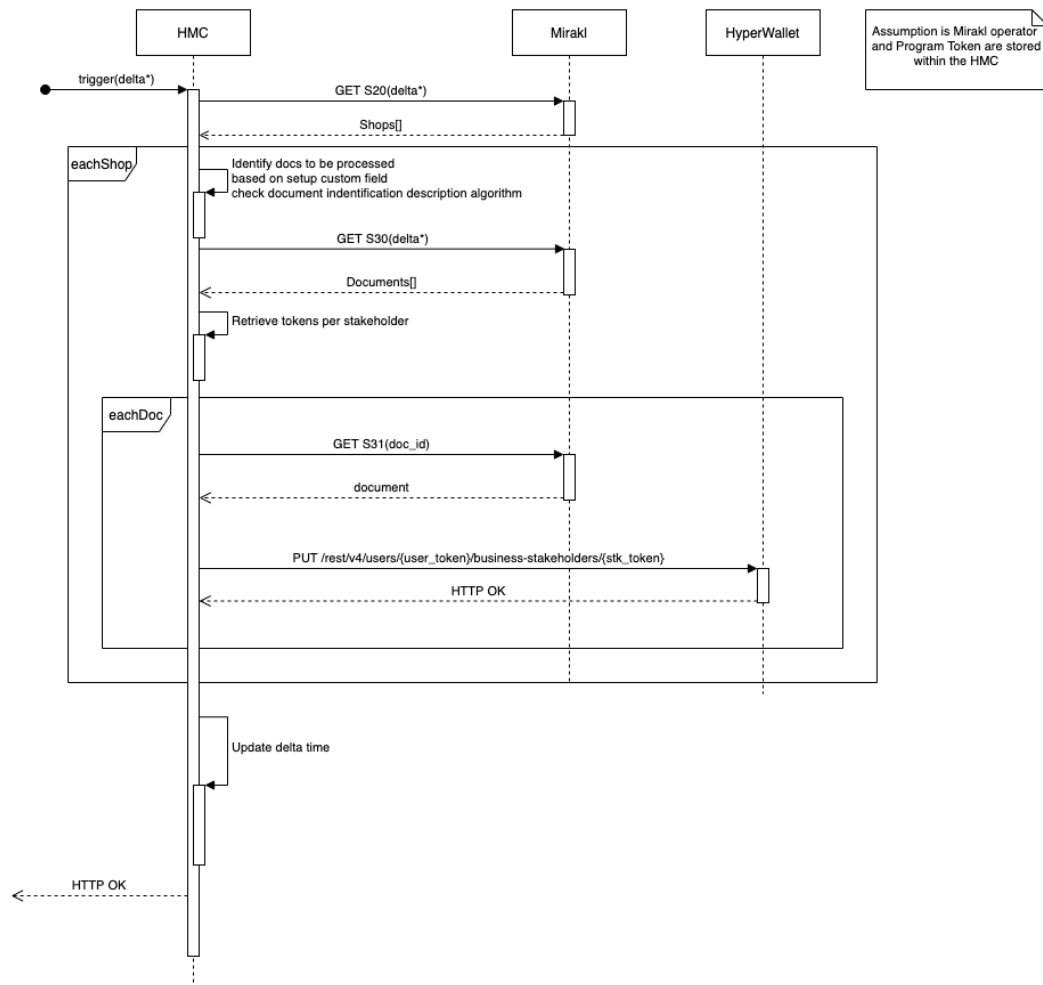 HMC
Mirakl
HyperWallet
Assumption is Mirakl operator
and Program Token are stored
within the HMC
trigger(delta*)
GET S20(delta*)
Shops[]
eachShop
Identify docs to be processed
based on setup custom field
check document indentification description algorithm
GET S30(delta*)
Documents[]
Retrieve tokens per stakeholder
eachDoc
GET S31(doc_id)
document
PUT /rest/v4/users/{user_token}/business-stakeholders/{stk_token}
HTTP OK
Update delta time
HTTP OK